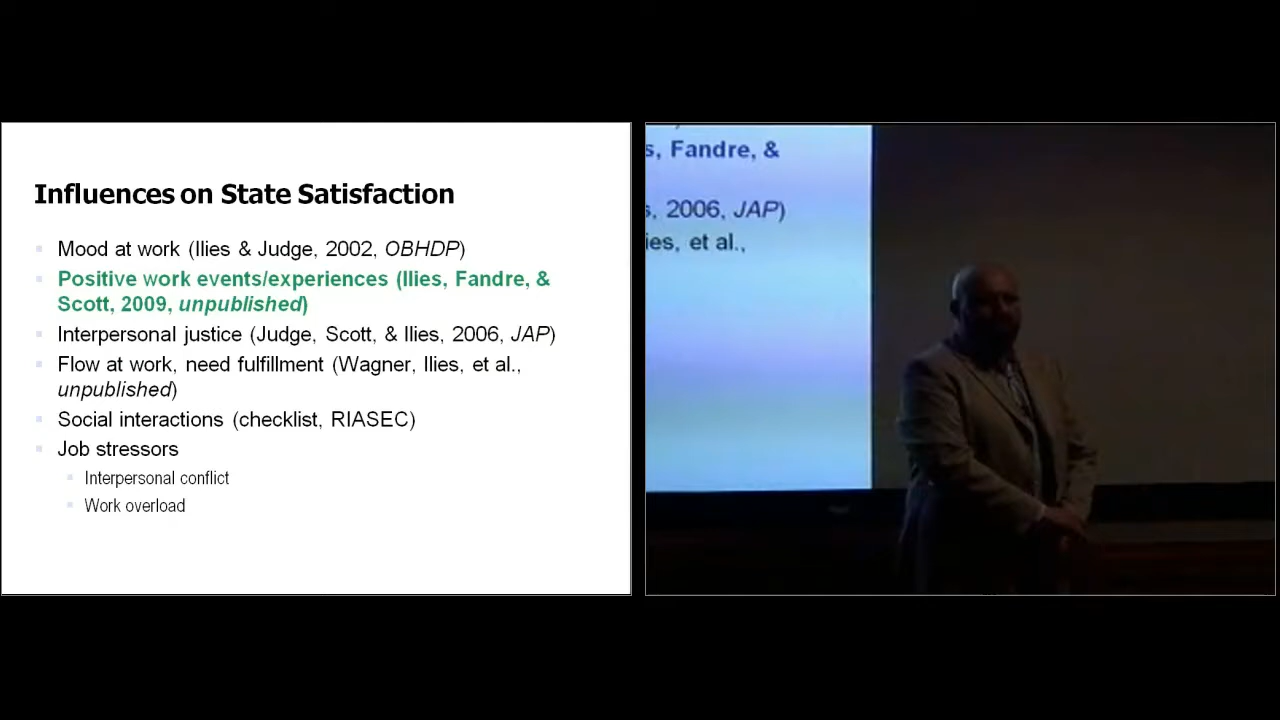 Influences on State Satisfaction
Mood at work (Ilies & Judge, 2002, OBHDP)
Positive work events/experiences (Ilies, Fandre, &
Scott, 2009, unpublished)
Interpersonal justice (Judge, Scott, & Ilies, 2006, JAP)
Flow at work, need fulfillment (Wagner, Ilies, et al.,
unpublished)
Social interactions (checklist, RIASEC)
Job stressors
Interpersonal conflict
Work overload
s, Fandre, &
s, 2006, JAP)
ies, et al.,